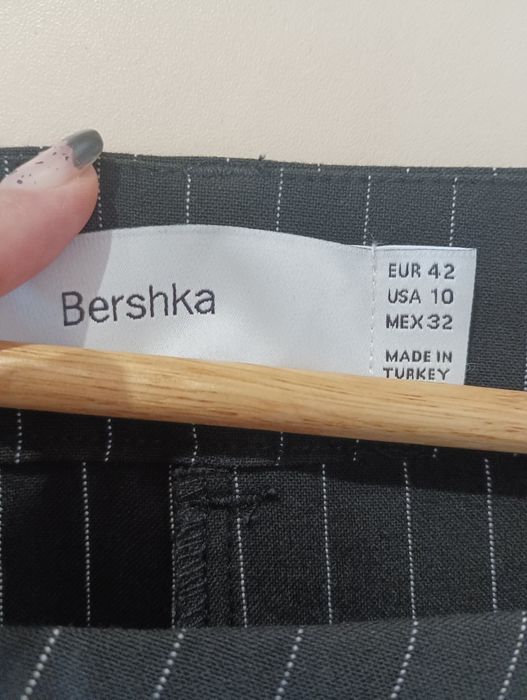 Bershka
EUR 42
USA 10
MEX 32
MADE IN
TURKEY